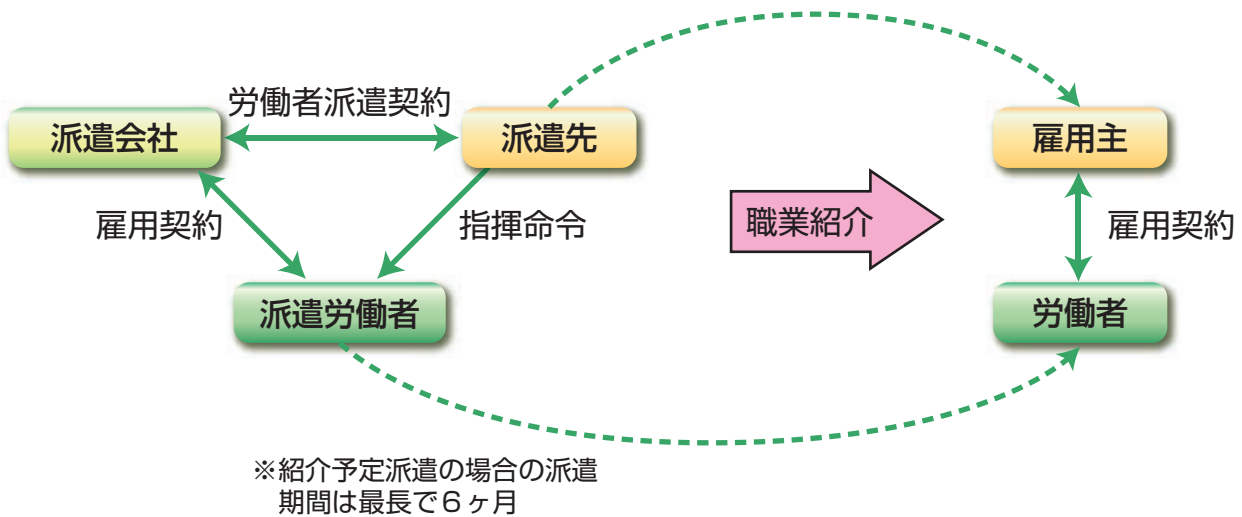 労働者派遣契約
派遣会社
派遣先
雇用主
雇用契約
指揮命令
職業紹介
雇用契約
派遣労働者
労働者
※紹介予定派遣の場合の派遣
期間は最長で６ヶ月